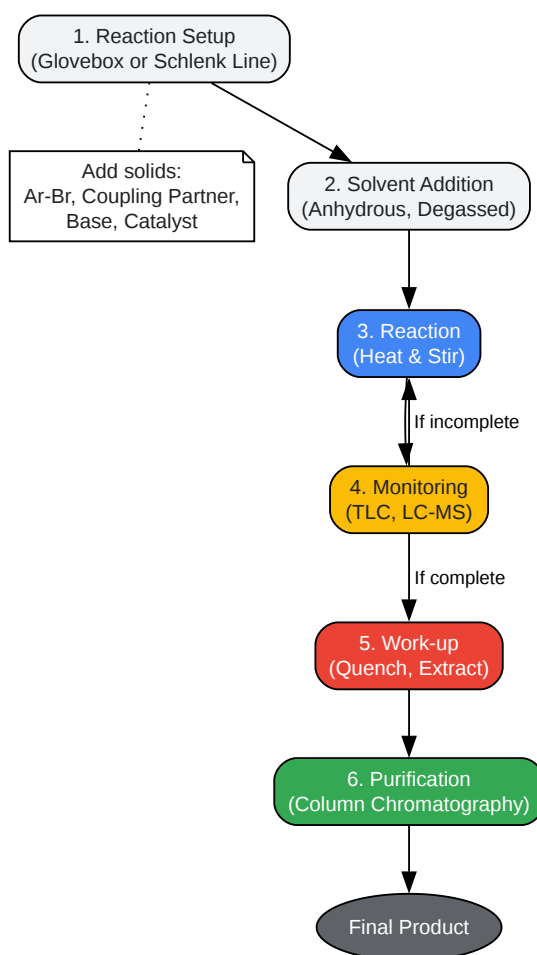 1. Reaction Setup
(Glovebox or Schlenk Line)
Add solids:
Ar-Br, Coupling Partner,
Base, Catalyst
2. Solvent Addition
(Anhydrous, Degassed)
3. Reaction
(Heat & Stir)
If incomplete
4. Monitoring
(TLC, LC-MS)
If complete
5. Work-up
(Quench, Extract)
6. Purification
(Column Chromatography)
Final Product